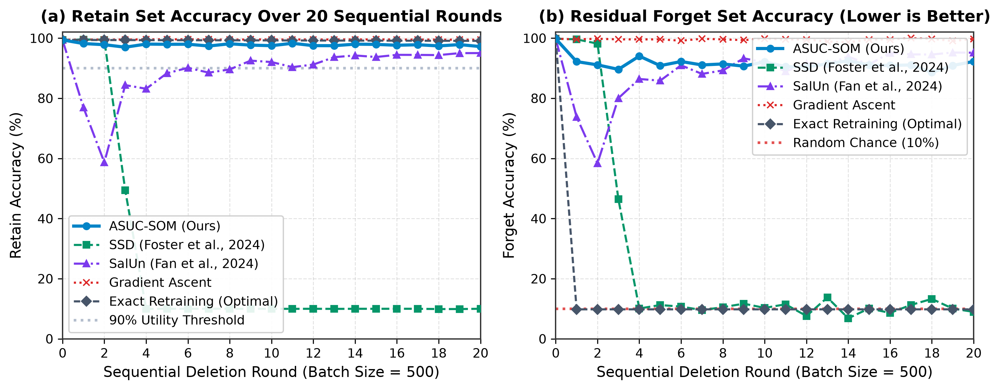 (a) Retain Set Accuracy Over 20 Sequential Rounds
100
80
60
40
20
0
Retain Accuracy (%)
ASUC-SOM (Ours)
SSD (Foster et al., 2024)
SalUn (Fan et al., 2024)
Gradient Ascent
Exact Retraining (Optimal)
90% Utility Threshold
0 2 4 6 8 10 12 14 16 18 20
Sequential Deletion Round (Batch Size = 500)
(b) Residual Forget Set Accuracy (Lower is Better)
100
80
60
40
20
0
Forget Accuracy (%)
ASUC-SOM (Ours)
SSD (Foster et al., 2024)
SalUn (Fan et al., 2024)
Gradient Ascent
Exact Retraining (Optimal)
Random Chance (10%)
0 2 4 6 8 10 12 14 16 18 20
Sequential Deletion Round (Batch Size = 500)